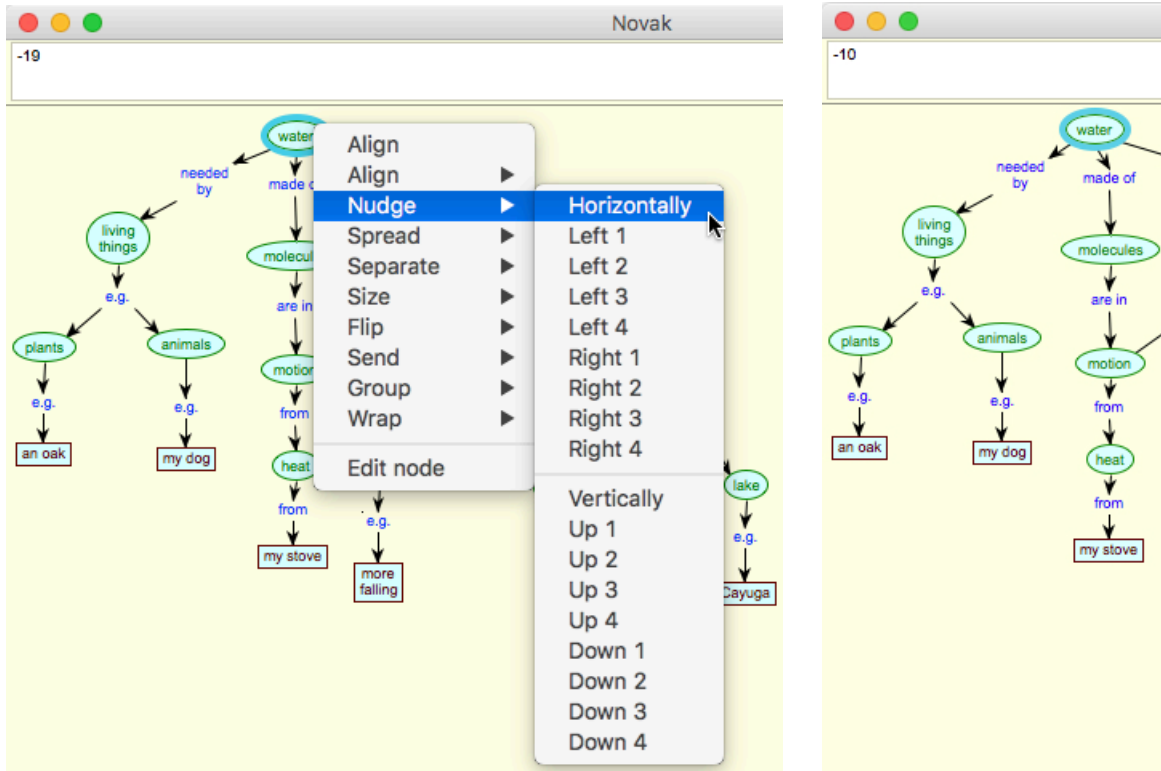 Novak
-19
water
needed
by
made o
living
things
molecul
e.g.
are in
plants
animals
motion
e.g.
e.g.
from
an oak
my dog
heat
from
e.g.
my stove
more
falling
lake
e.g.
Cayuga
Align
Align
Nudge
Spread
Separate
Size
Flip
Send
Group
Wrap
Edit node
Horizontally
Left 1
Left 2
Left 3
Left 4
Right 1
Right 2
Right 3
Right 4
Vertically
Up 1
Up 2
Up 3
Up 4
Down 1
Down 2
Down 3
Down 4
-10
water
needed
by
made of
living
things
molecules
e.g.
are in
plants
animals
motion
e.g.
e.g.
from
an oak
my dog
heat
from
my stove